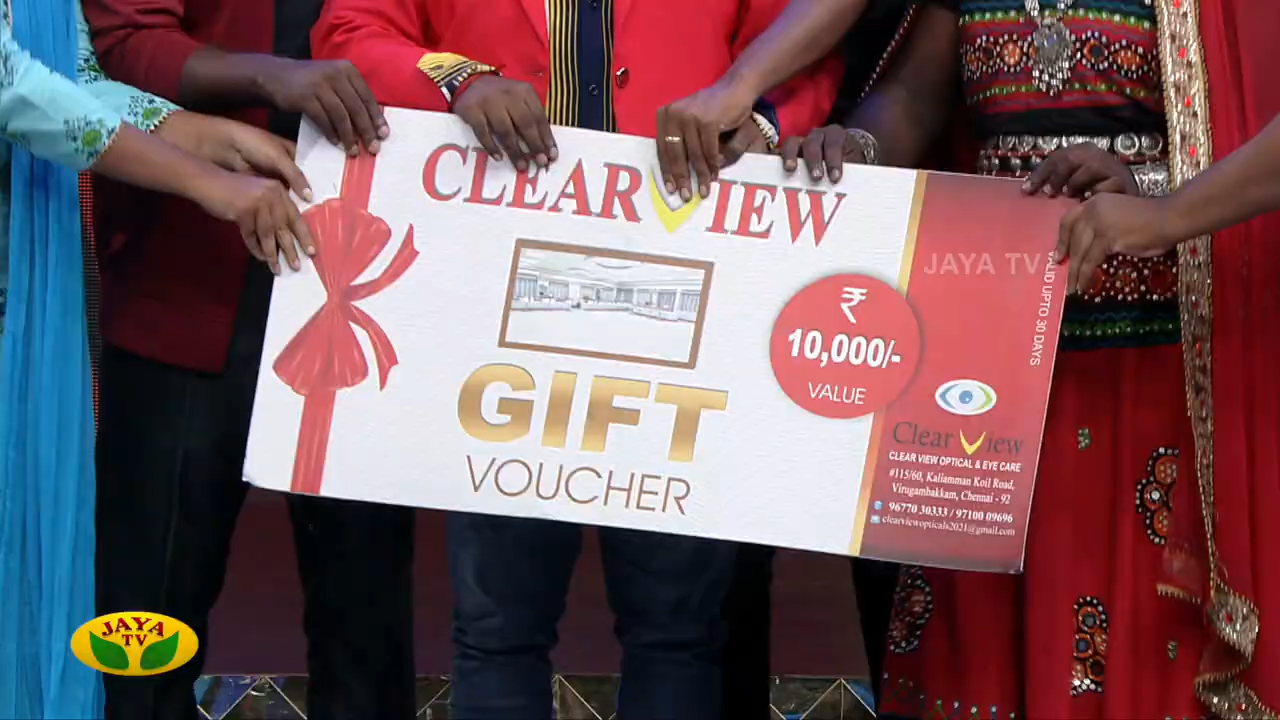 CLEAR VIEW
GIFT
VOUCHER
₹
10,000/-
VALUE
JAYA TV
VALID UPTO 30 DAYS
Clear View
CLEAR VIEW OPTICAL & EYE CARE
#115/60, Kaliamman Koil Road,
Virugambakkam, Chennai - 92
96770 30333 / 97100 09696
clearviewopticals2021@gmail.com
JAYA
TV